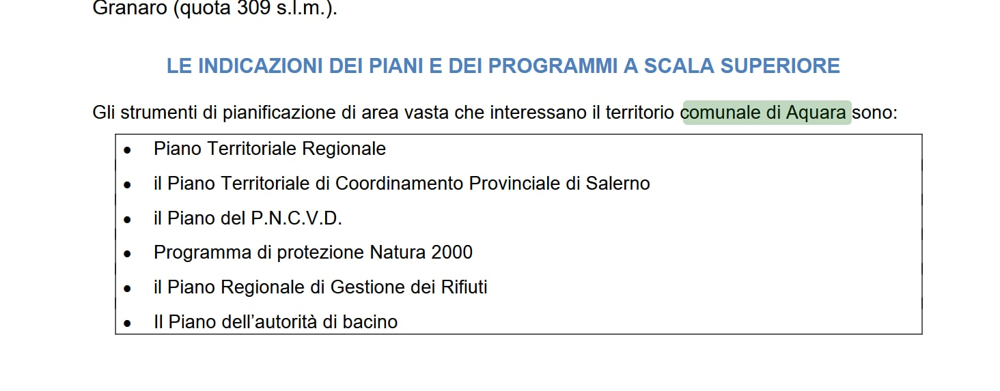 Granaro (quota 309 s.l.m.).
LE INDICAZIONI DEI PIANI E DEI PROGRAMMI A SCALA SUPERIORE
Gli strumenti di pianificazione di area vasta che interessano il territorio comunale di Aquara sono:
• Piano Territoriale Regionale
• il Piano Territoriale di Coordinamento Provinciale di Salerno
• il Piano del P.N.C.V.D.
• Programma di protezione Natura 2000
• il Piano Regionale di Gestione dei Rifiuti
• Il Piano dell’autorità di bacino